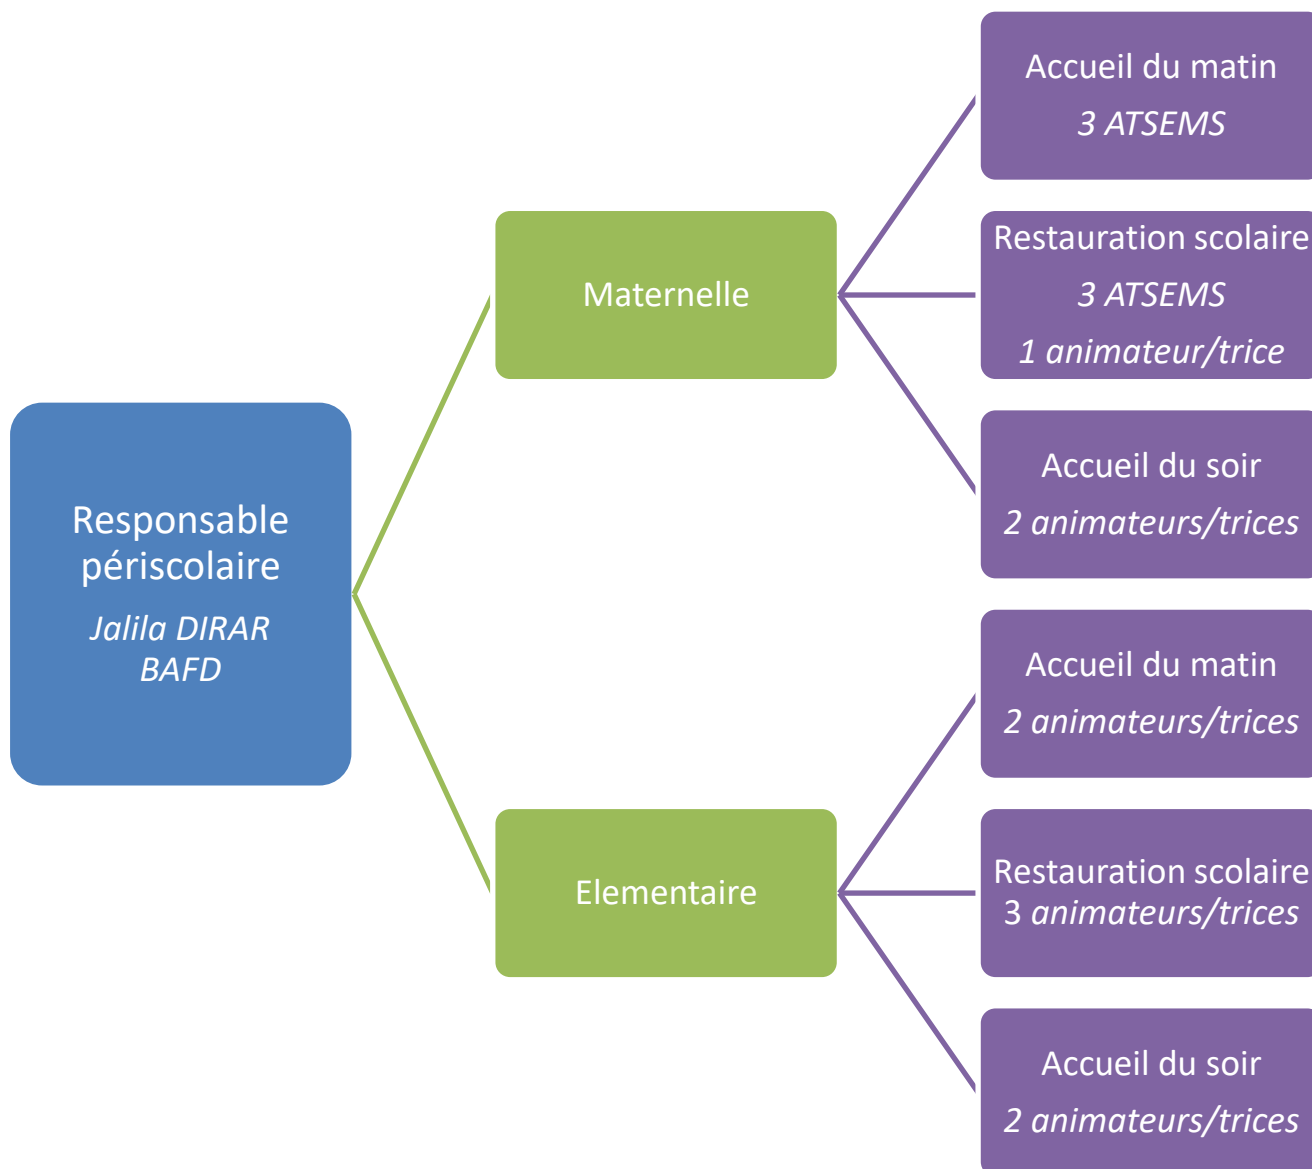 Responsable
périscolaire
Jalila DIRAR
BAFD
Maternelle
Accueil du matin
3 ATSEMS
Restauration scolaire
3 ATSEMS
1 animateur/trice
Accueil du soir
2 animateurs/trices
Elementaire
Accueil du matin
2 animateurs/trices
Restauration scolaire
3 animateurs/trices
Accueil du soir
2 animateurs/trices